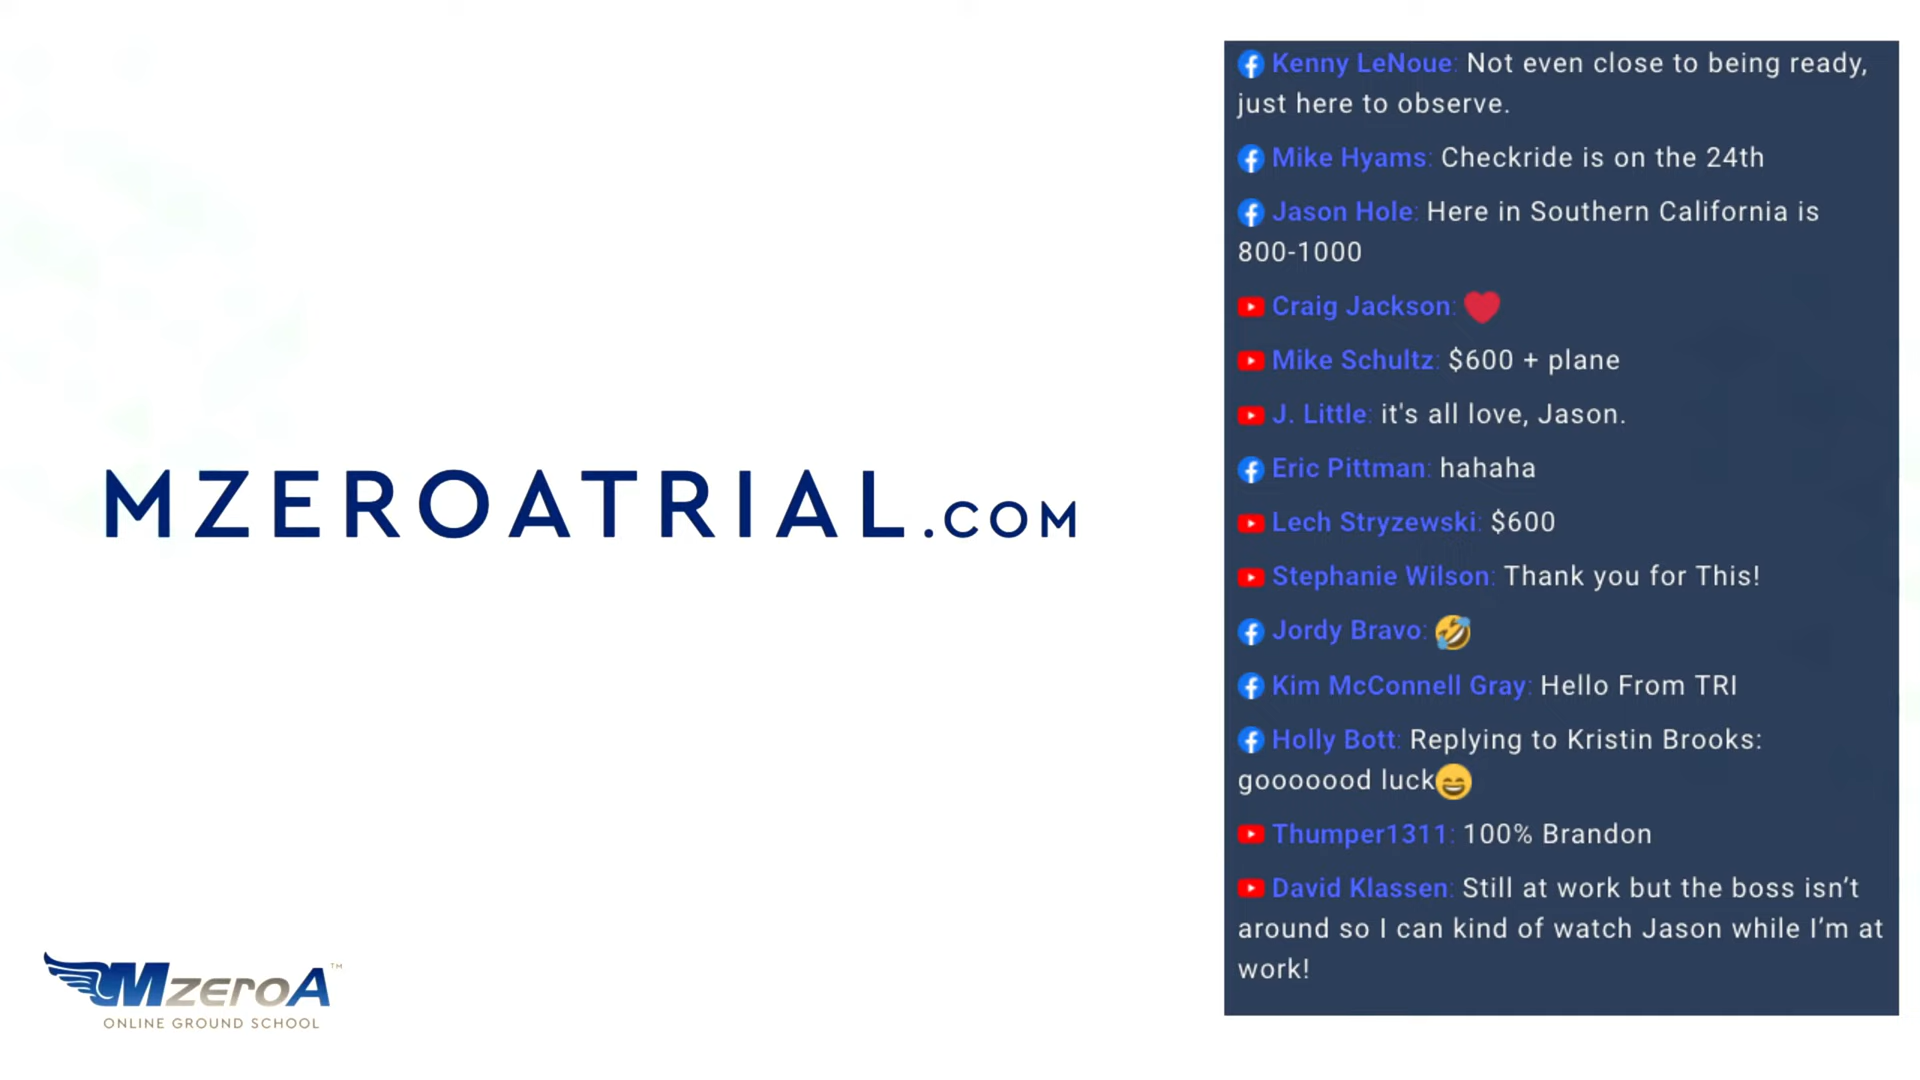 MZEROATRIAL.COM
MZEROA™
ONLINE GROUND SCHOOL
Kenny LeNoue: Not even close to being ready,
just here to observe.
Mike Hyams: Checkride is on the 24th
Jason Hole: Here in Southern California is
800-1000
Craig Jackson: ❤️
Mike Schultz: $600 + plane
J. Little: it's all love, Jason.
Eric Pittman: hahaha
Lech Stryzewski: $600
Stephanie Wilson: Thank you for This!
Jordy Bravo: 🤣
Kim McConnell Gray: Hello From TRI
Holly Bott: Replying to Kristin Brooks:
gooooood luck😄
Thumper1311: 100% Brandon
David Klassen: Still at work but the boss isn’t
around so I can kind of watch Jason while I’m at
work!